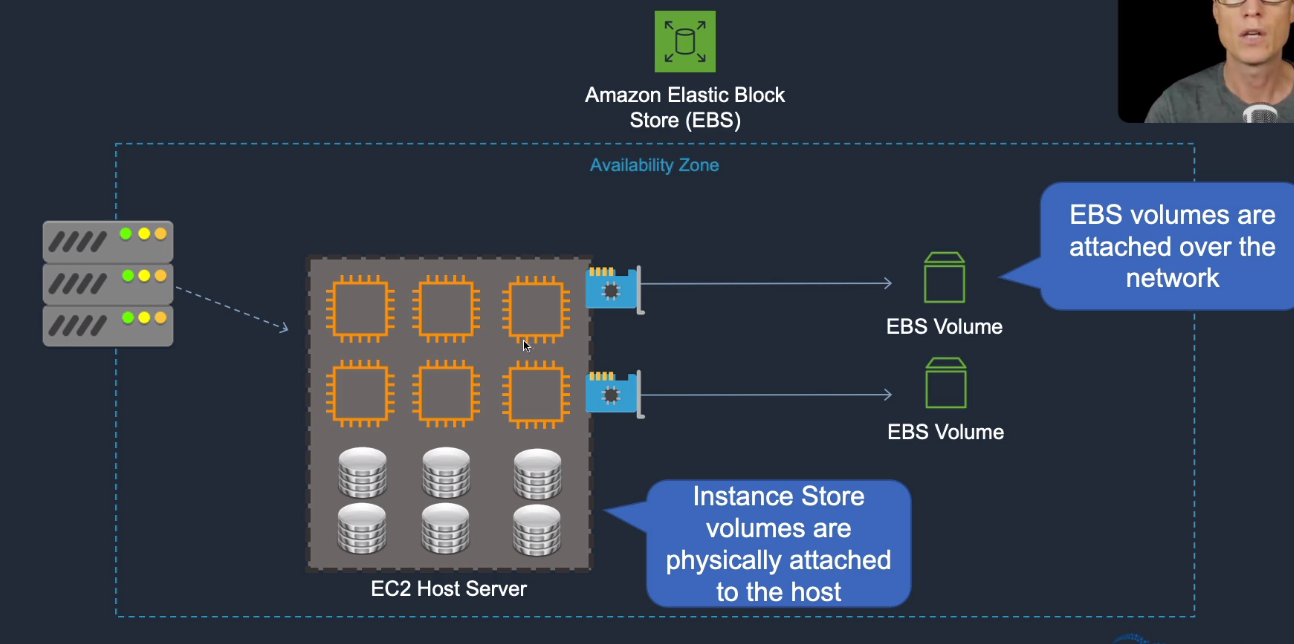 Amazon Elastic Block
Store (EBS)
Availability Zone
EBS volumes are
attached over the
network
EBS Volume
EBS Volume
Instance Store
volumes are
physically attached
to the host
EC2 Host Server